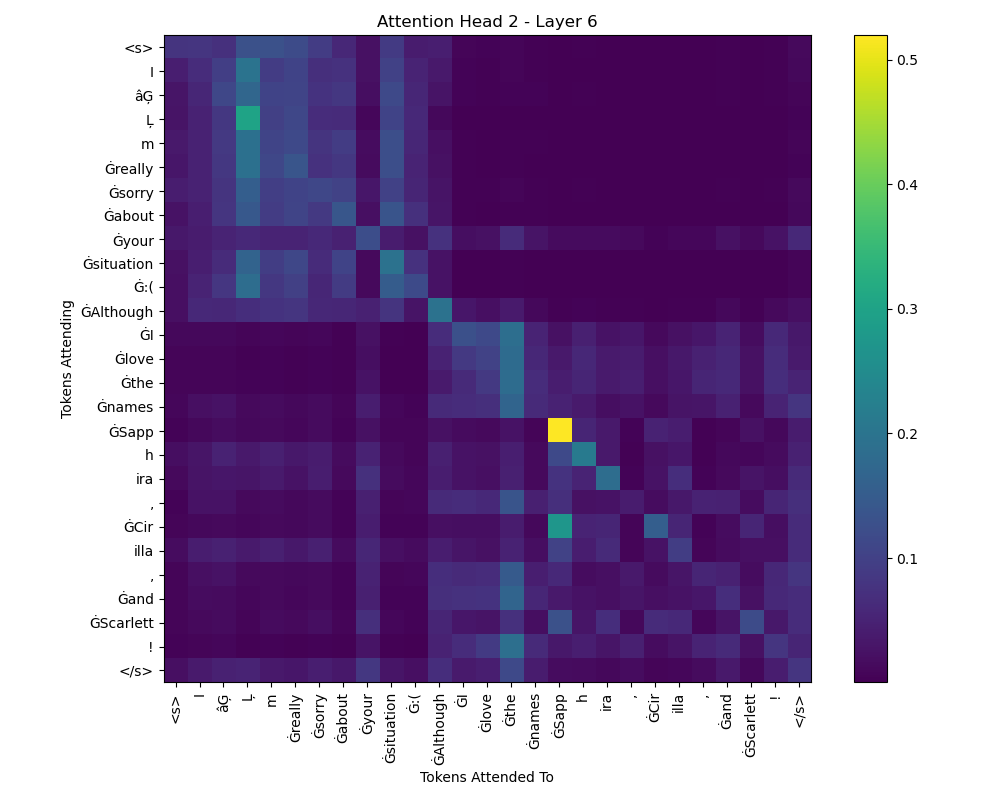 Attention Head 2 - Layer 6
Tokens Attending
<s>
I
âĢ
Ļ
m
Ġreally
Ġsorry
Ġabout
Ġyour
Ġsituation
Ġ:(
ĠAlthough
ĠI
Ġlove
Ġthe
Ġnames
ĠSapp
h
ira
,
ĠCir
illa
,
Ġand
ĠScarlett
!
</s>
<s>
I
âĢ
Ļ
m
Ġreally
Ġsorry
Ġabout
Ġyour
Ġsituation
Ġ:(
ĠAlthough
ĠI
Ġlove
Ġthe
Ġnames
ĠSapp
h
ira
,
ĠCir
illa
,
Ġand
ĠScarlett
!
</s>
Tokens Attended To
0.5
0.4
0.3
0.2
0.1